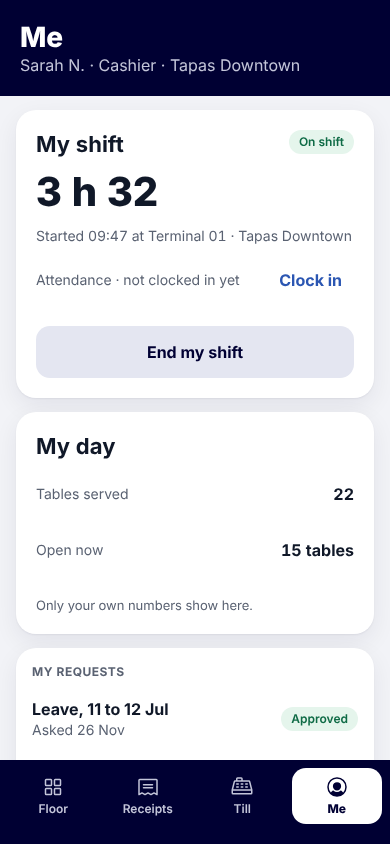 Me
Sarah N. · Cashier · Tapas Downtown
My shift
On shift
3 h 32
Started 09:47 at Terminal 01 · Tapas Downtown
Attendance · not clocked in yet
Clock in
End my shift
My day
Tables served
22
Open now
15 tables
Only your own numbers show here.
MY REQUESTS
Leave, 11 to 12 Jul
Approved
Asked 26 Nov
Floor
Receipts
Till
Me